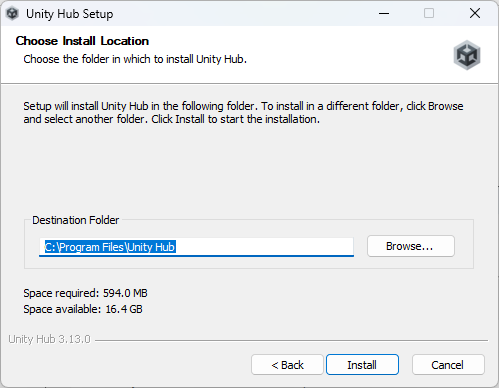 Unity Hub Setup
Choose Install Location
Choose the folder in which to install Unity Hub.
Setup will install Unity Hub in the following folder. To install in a different folder, click Browse
and select another folder. Click Install to start the installation.
Destination Folder
C:\Program Files\Unity Hub
Browse...
Space required: 594.0 MB
Space available: 16.4 GB
Unity Hub 3.13.0
< Back
Install
Cancel